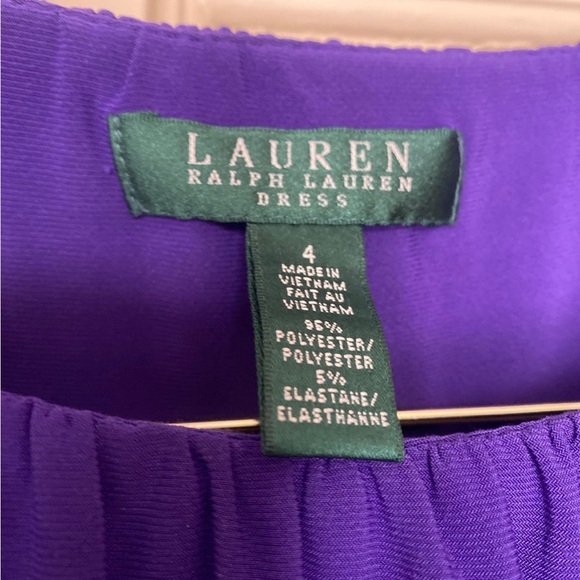 LAUREN
RALPH LAUREN
DRESS
4
MADE IN
VIETNAM
FAIT AU
VIETNAM
95%
POLYESTER/
POLYESTER
5%
ELASTANE/
ELASTHANNE